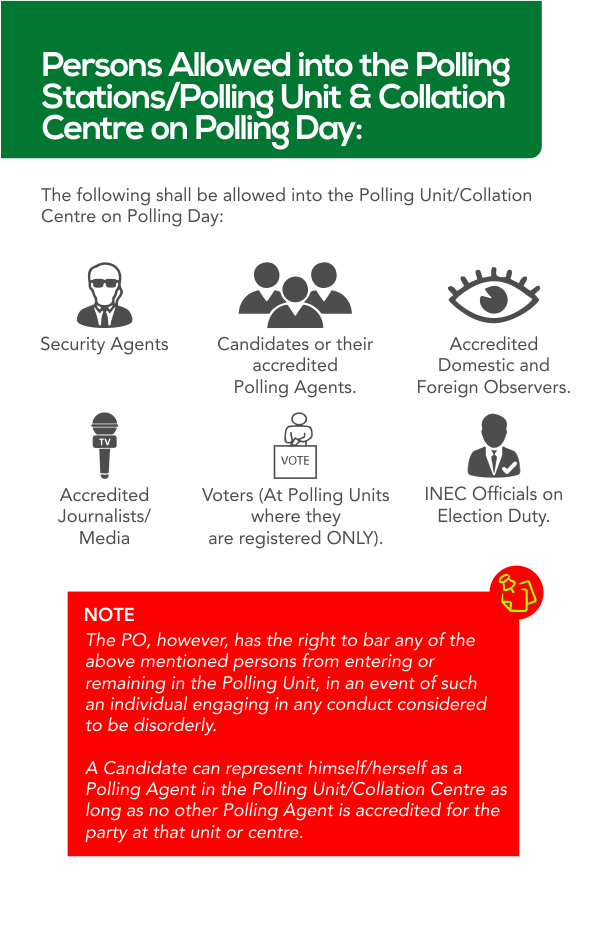 Persons Allowed into the Polling
Stations/Polling Unit & Collation
Centre on Polling Day:
The following shall be allowed into the Polling Unit/Collation
Centre on Polling Day:
Security Agents
Candidates or their
accredited
Polling Agents.
Accredited
Domestic and
Foreign Observers.
TV
Accredited
Journalists/
Media
VOTE
Voters (At Polling Units
where they
are registered ONLY).
INEC Officials on
Election Duty.
NOTE
The PO, however, has the right to bar any of the
above mentioned persons from entering or
remaining in the Polling Unit, in an event of such
an individual engaging in any conduct considered
to be disorderly.
A Candidate can represent himself/herself as a
Polling Agent in the Polling Unit/Collation Centre as
long as no other Polling Agent is accredited for the
party at that unit or centre.